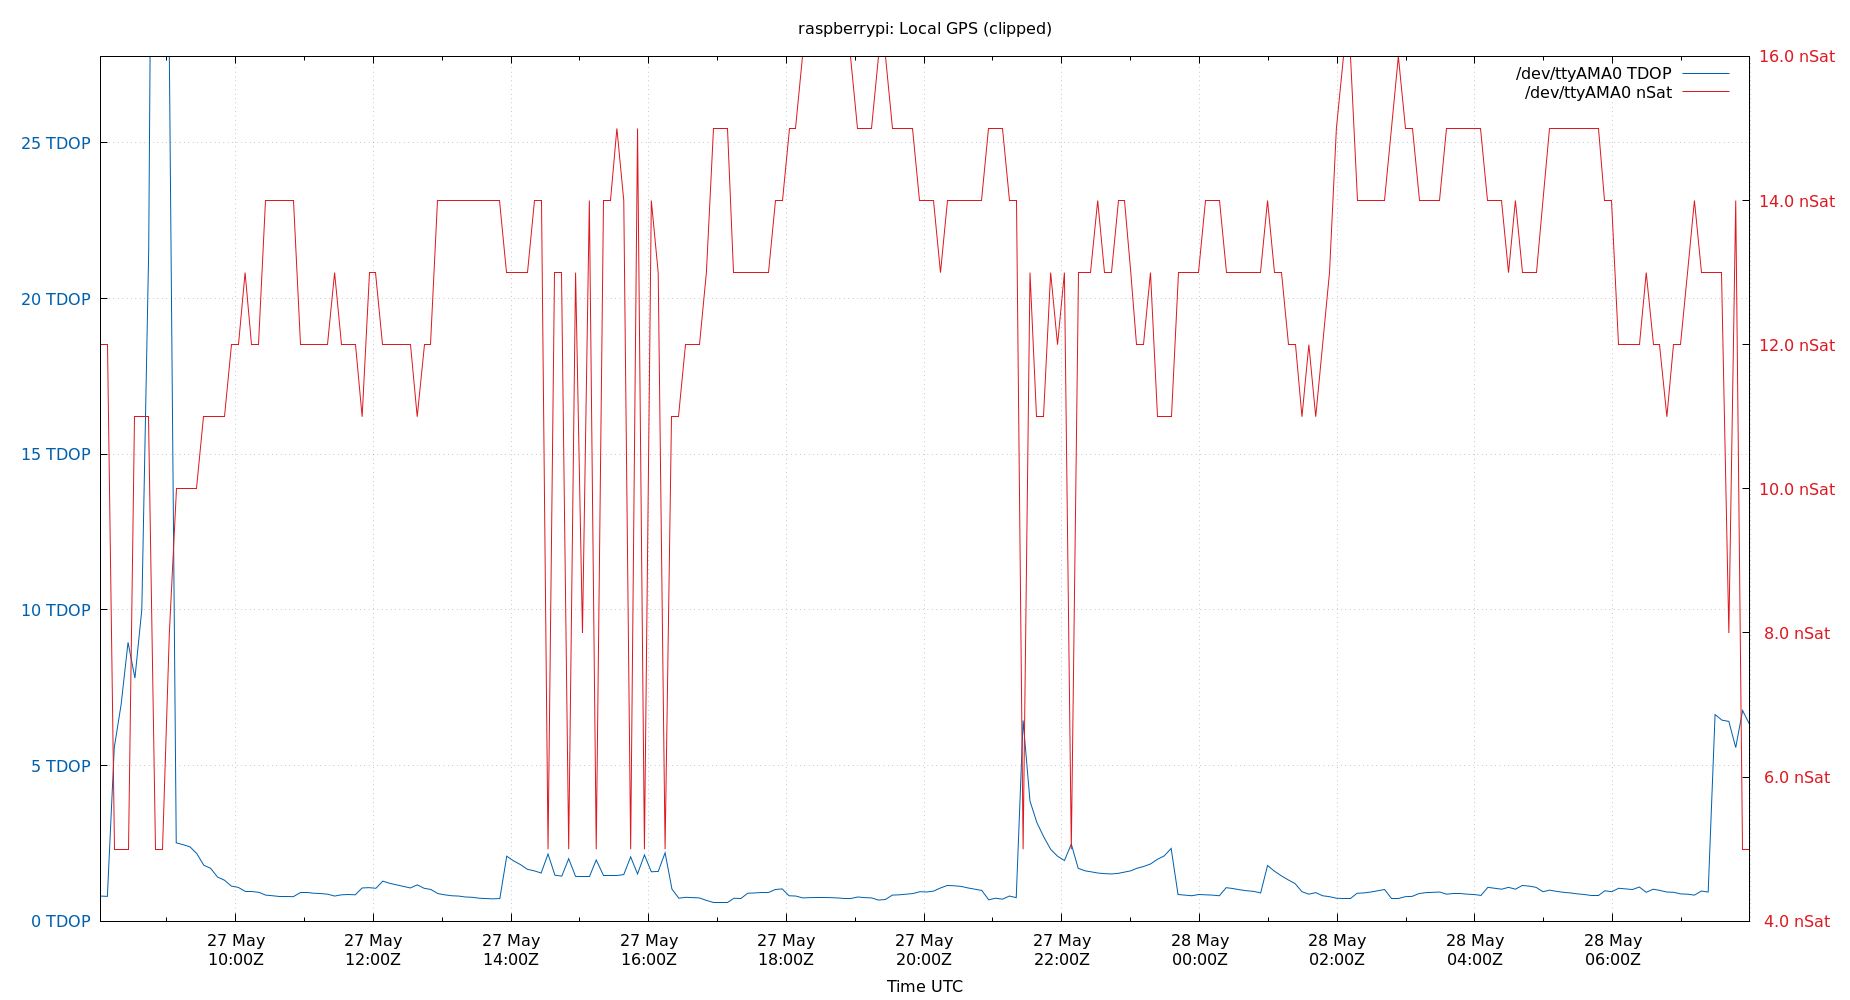 raspberrypi: Local GPS (clipped)
/dev/ttyAMA0 TDOP
/dev/ttyAMA0 nSat
25 TDOP
20 TDOP
15 TDOP
10 TDOP
5 TDOP
0 TDOP
16.0 nSat
14.0 nSat
12.0 nSat
10.0 nSat
8.0 nSat
6.0 nSat
4.0 nSat
27 May
10:00Z
27 May
12:00Z
27 May
14:00Z
27 May
16:00Z
27 May
18:00Z
27 May
20:00Z
27 May
22:00Z
28 May
00:00Z
28 May
02:00Z
28 May
04:00Z
28 May
06:00Z
Time UTC